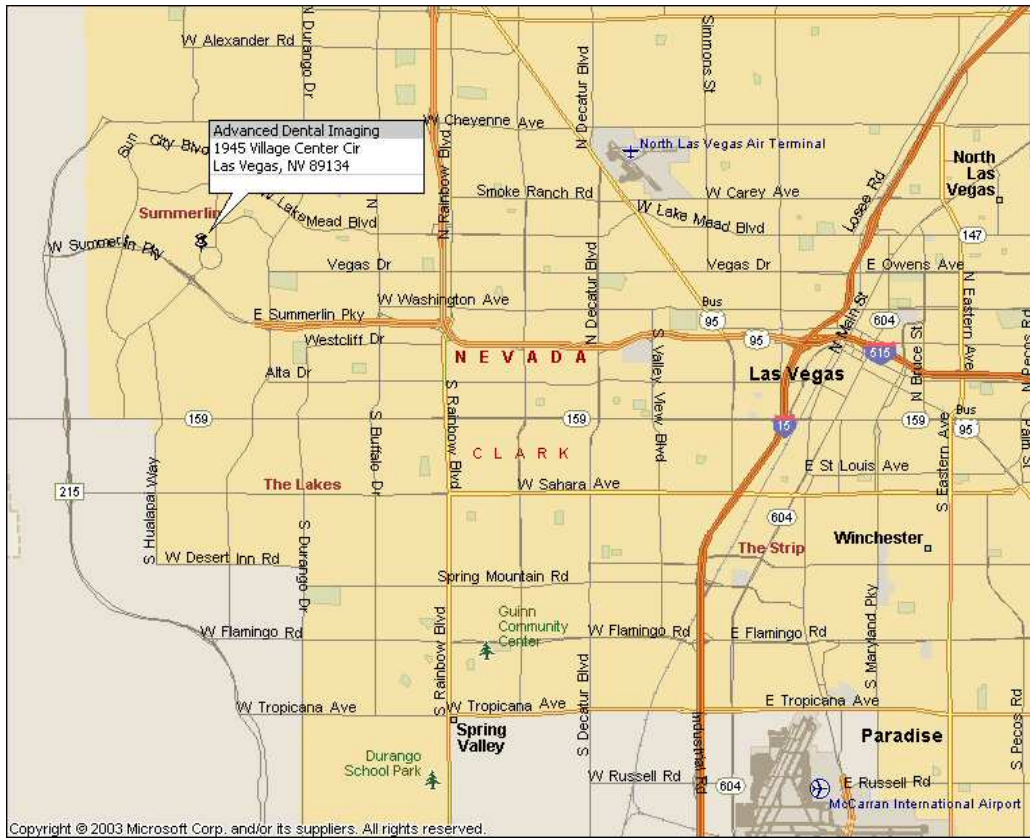 W Alexander Rd
N Durango Dr
N Decatur Blvd
Simmons St
W Cheyenne Ave
Sun City Blvd
Advanced Dental Imaging
1945 Village Center Cir
Las Vegas, NV 89134
N Rainbow Blvd
N Decatur Blvd
North Las Vegas Air Terminal
North
Las
Vegas
Losee Rd
Smoke Ranch Rd
W Carey Ave
Summerlin
W Lake Mead Blvd
N
W Lake Mead Blvd
147
W Summerlin Pky
Vegas Dr
Vegas Dr
E Owens Ave
W Washington Ave
Bus
95
N Main St
604
N Eastern Ave
E Summerlin Pky
95
N Bruce St
N Pecos Rd
Westcliff Dr
NEVADA
515
Alta Dr
Las Vegas
S Valley View Blvd
159
S Buffalo Dr
S Rainbow Blvd
159
15
159
Bus
95
Palm St
CLARK
E St Louis Ave
S Eastern Ave
215
S Hualapai Way
The Lakes
W Sahara Ave
604
S Durango Dr
The Strip
Winchester
W Desert Inn Rd
Spring Mountain Rd
S Maryland Pky
Guinn
Community
Center
W Flamingo Rd
S Rainbow Blvd
W Flamingo Rd
E Flamingo Rd
S Decatur Blvd
W Tropicana Ave
W Tropicana Ave
E Tropicana Ave
Spring
Valley
Industrial Rd
Paradise
S Pecos Rd
Durango
School Park
W Russell Rd
604
E Russell Rd
McCarran International Airport
Copyright © 2003 Microsoft Corp. and/or its suppliers. All rights reserved.